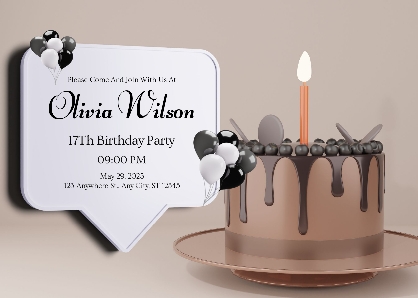 Please Come And Join With Us At
Olivia Wilson
17Th Birthday Party
09:00 PM
May 29, 2025
123 Anywhere St., Any City, ST 12345